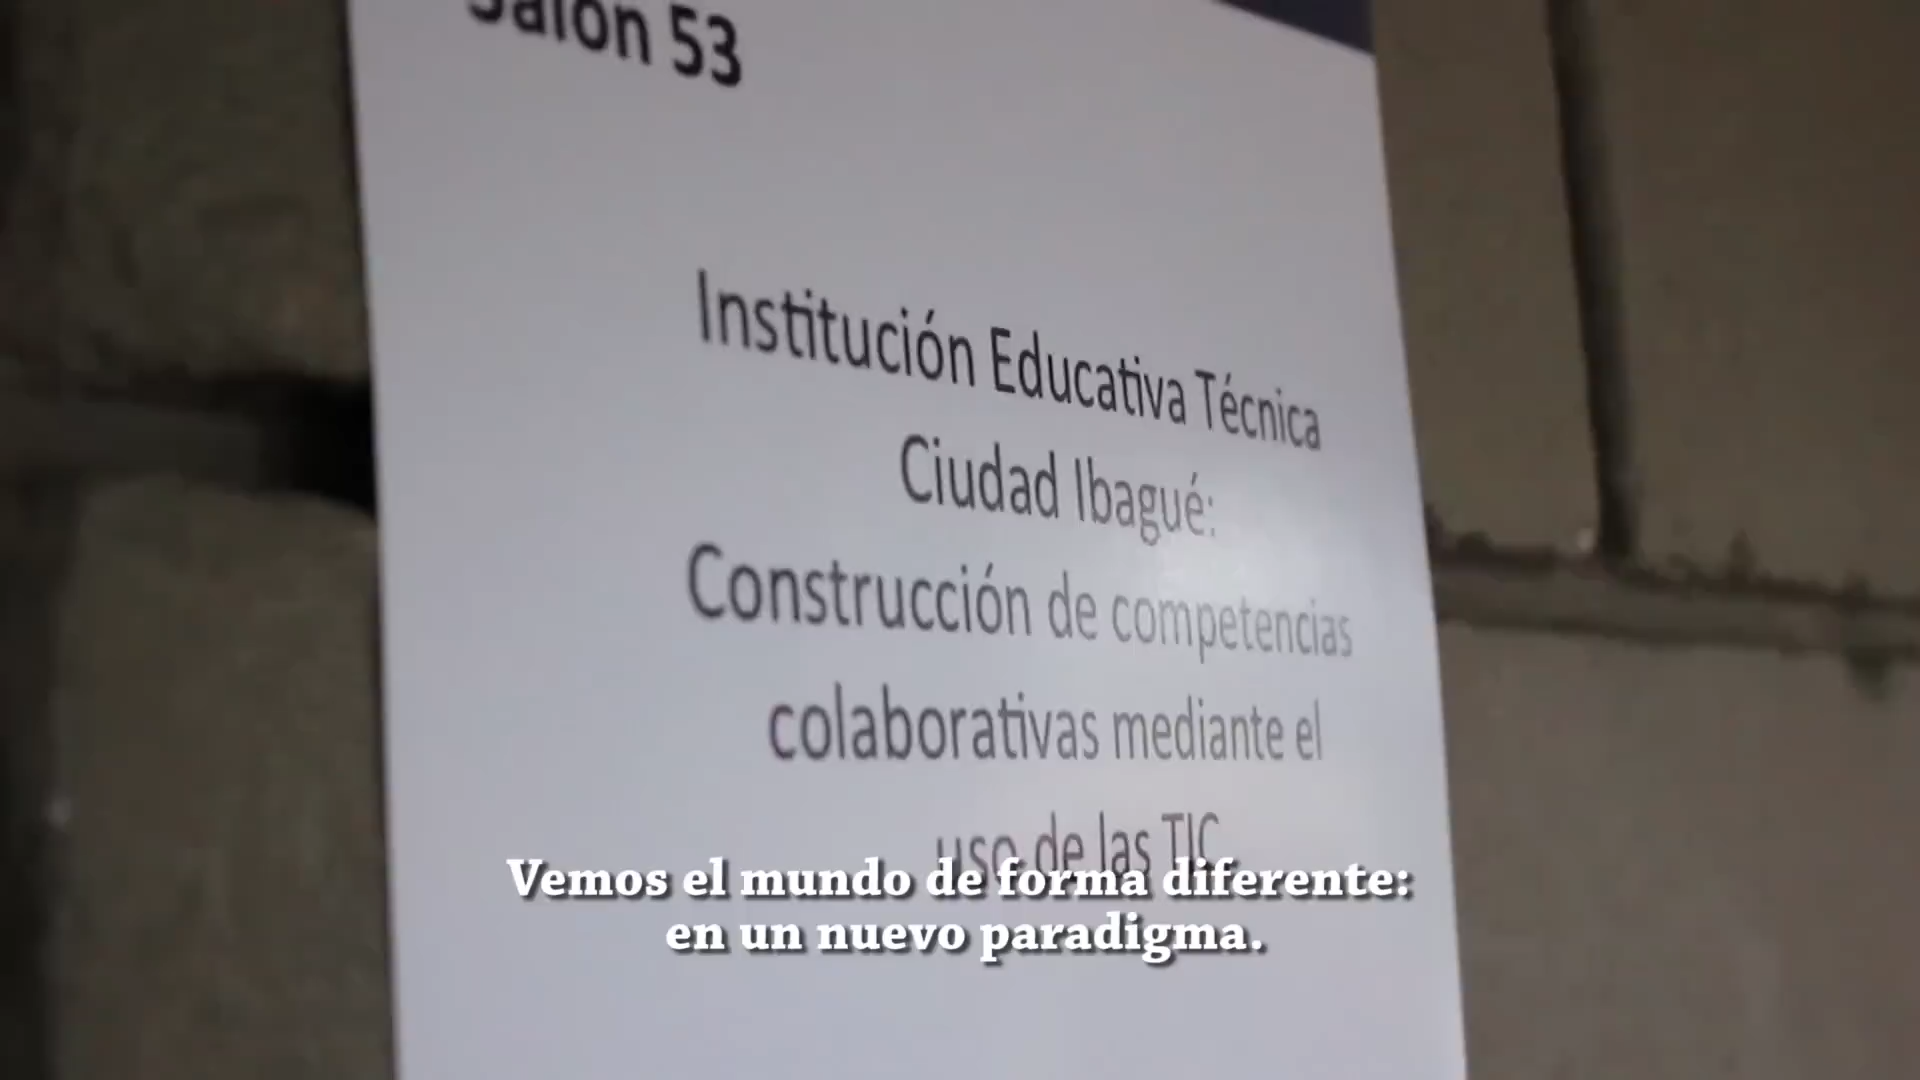 Salón 53
Institución Educativa Técnica
Ciudad Ibagué:
Construcción de competencias
colaborativas mediante el
uso de las TIC
Vemos el mundo de forma diferente:
en un nuevo paradigma.